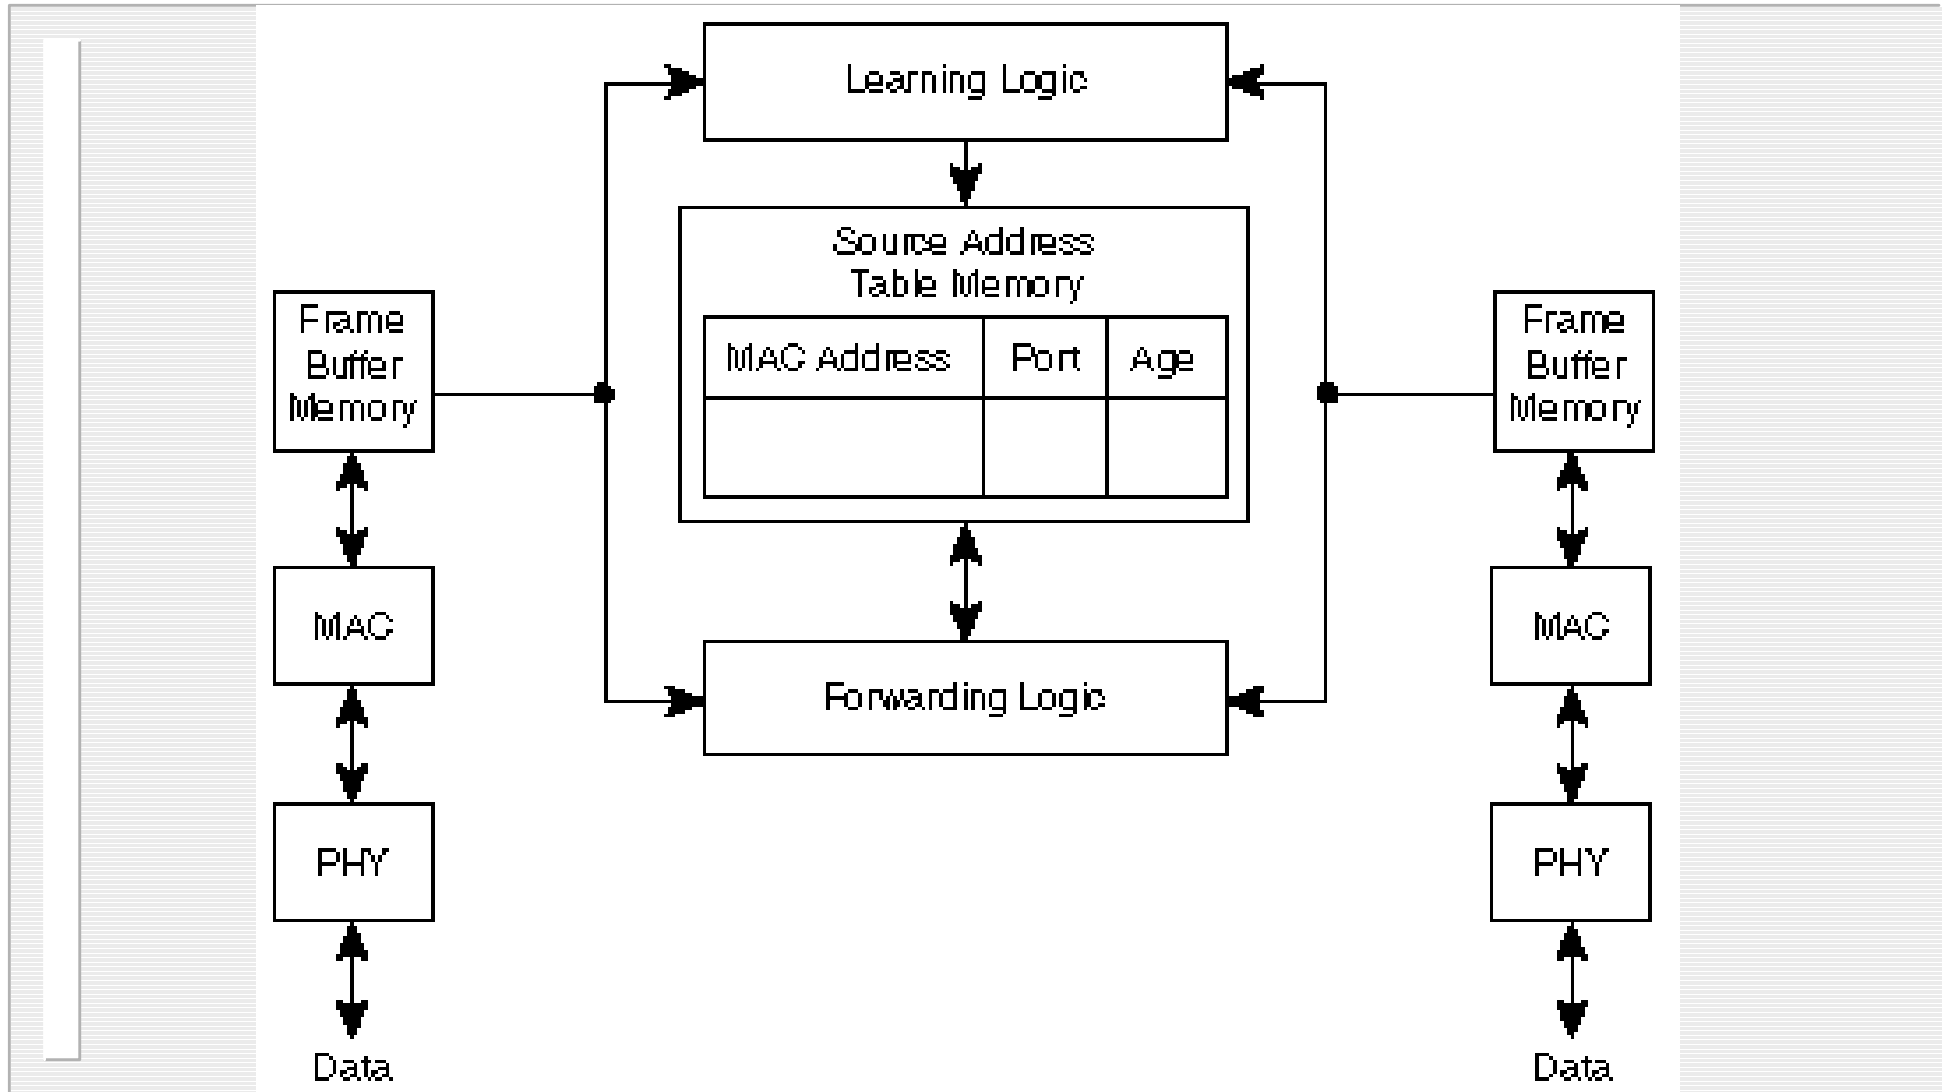 Learning Logic
Source Address
Table Memory
MAC Address Port Age
Frame
Buffer
Memory
Frame
Buffer
Memory
MAC
MAC
Forwarding Logic
PHY
PHY
Data
Data